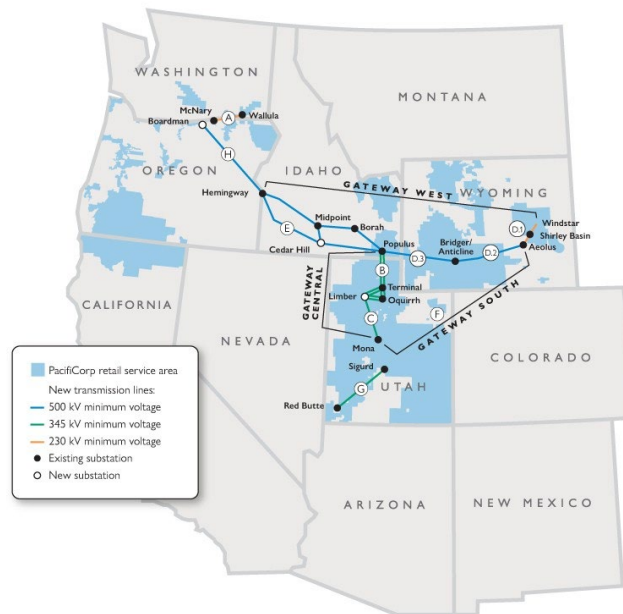 WASHINGTON
MONTANA
McNary
A
Wallula
Boardman
H
OREGON
IDAHO
GATEWAY WEST
WYOMING
Hemingway
E
Midpoint
Borah
Cedar Hill
Populus
D.3
Bridger/
Anticline
D.2
D.1
Windstar
Shirley Basin
Aeolus
GATEWAY
CENTRAL
B
Terminal
Limber
Oquirrh
C
F
GATEWAY SOUTH
Mona
CALIFORNIA
NEVADA
Sigurd
UTAH
COLORADO
G
Red Butte
ARIZONA
NEW MEXICO
PacifiCorp retail service area
New transmission lines:
500 kV minimum voltage
345 kV minimum voltage
230 kV minimum voltage
Existing substation
New substation